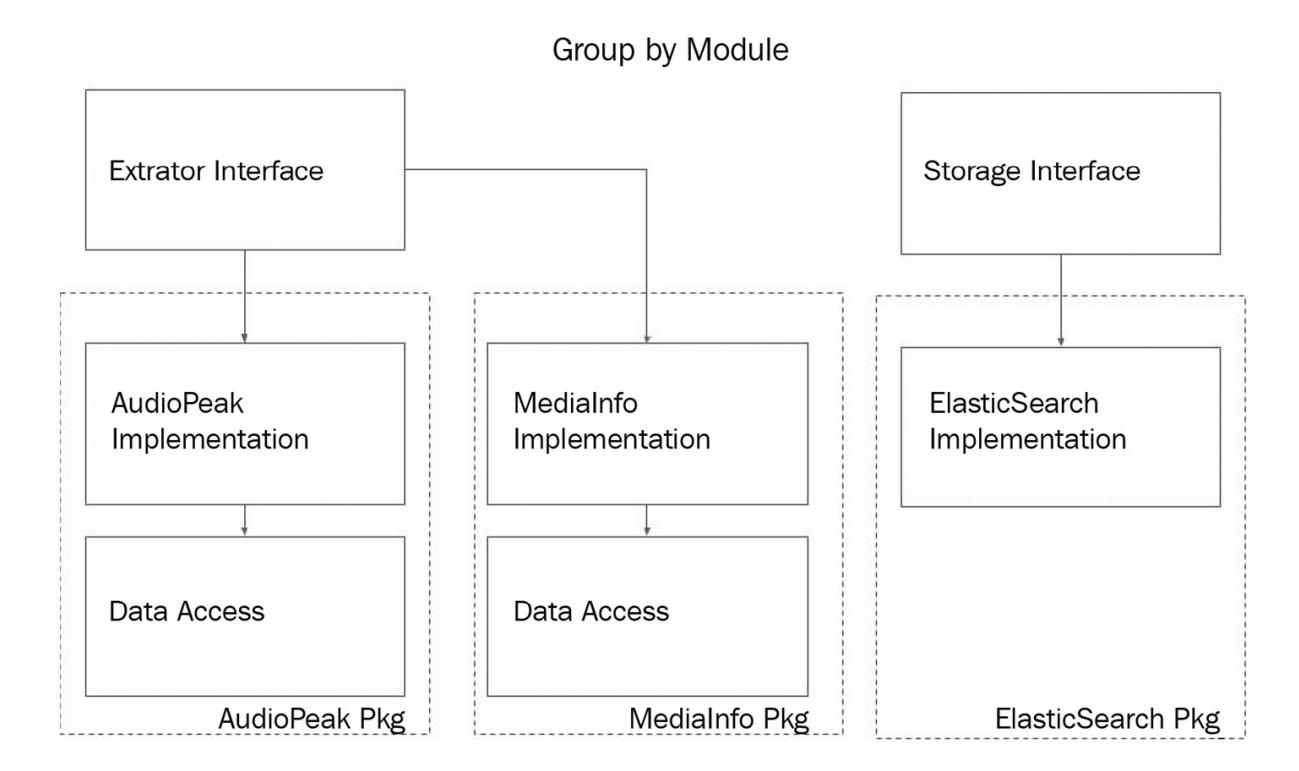 Group by Module
Extrator Interface
Storage Interface
AudioPeak
Implementation
MediaInfo
Implementation
ElasticSearch
Implementation
Data Access
Data Access
AudioPeak Pkg
MediaInfo Pkg
ElasticSearch Pkg